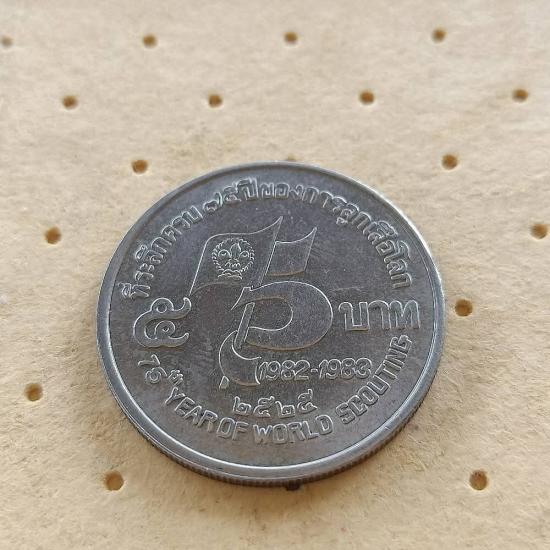 ที่ระลึกครบ ๗๕ ปี ของการลูกเสือโลก
75
๕ บาท
1982-1983
๒๕๒๕
75th YEAR OF WORLD SCOUTING